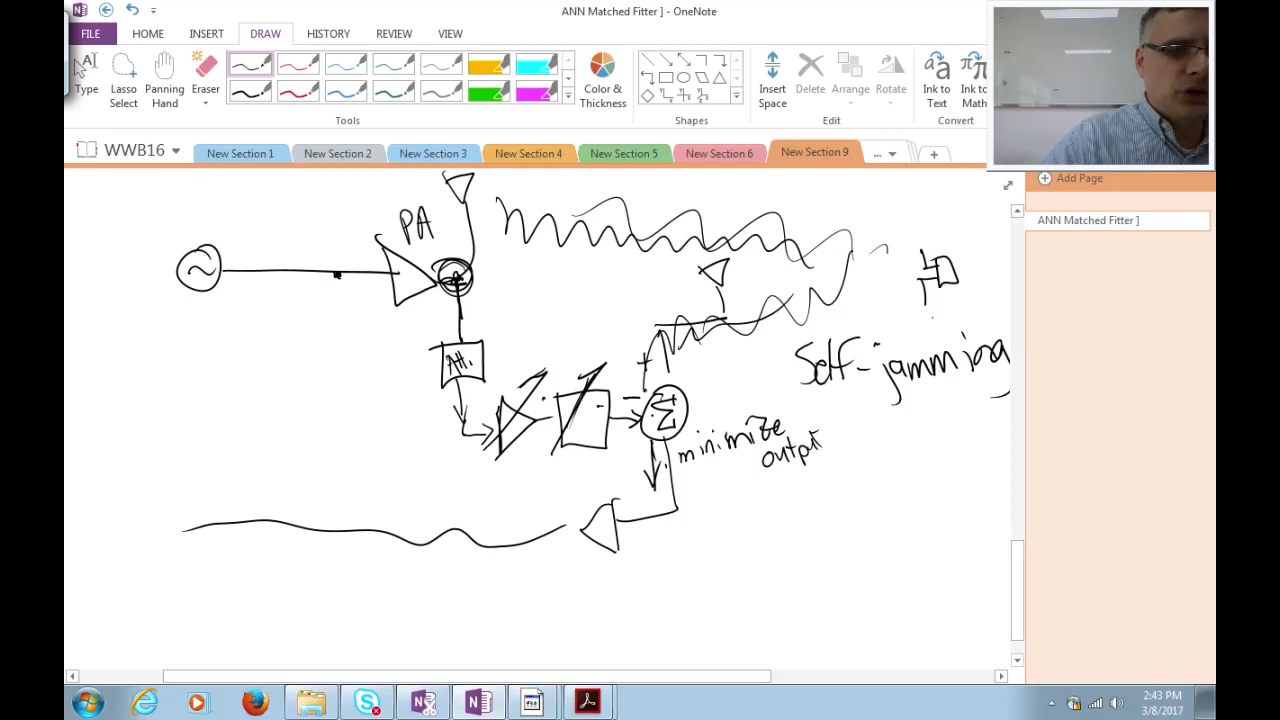 ANN Matched Fitter ] - OneNote
FILE HOME INSERT DRAW HISTORY REVIEW VIEW
Type
Lasso Select
Panning Hand
Eraser
Color & Thickness
Insert Space
Delete
Arrange
Rotate
Ink to Text
Ink to Math
Tools
Shapes
Edit
Convert
WWB16
New Section 1
New Section 2
New Section 3
New Section 4
New Section 5
New Section 6
New Section 9
...
Add Page
ANN Matched Fitter ]
PA
Att.
Self-jamming
+
−
Σ
minimize
output
2:43 PM
3/8/2017